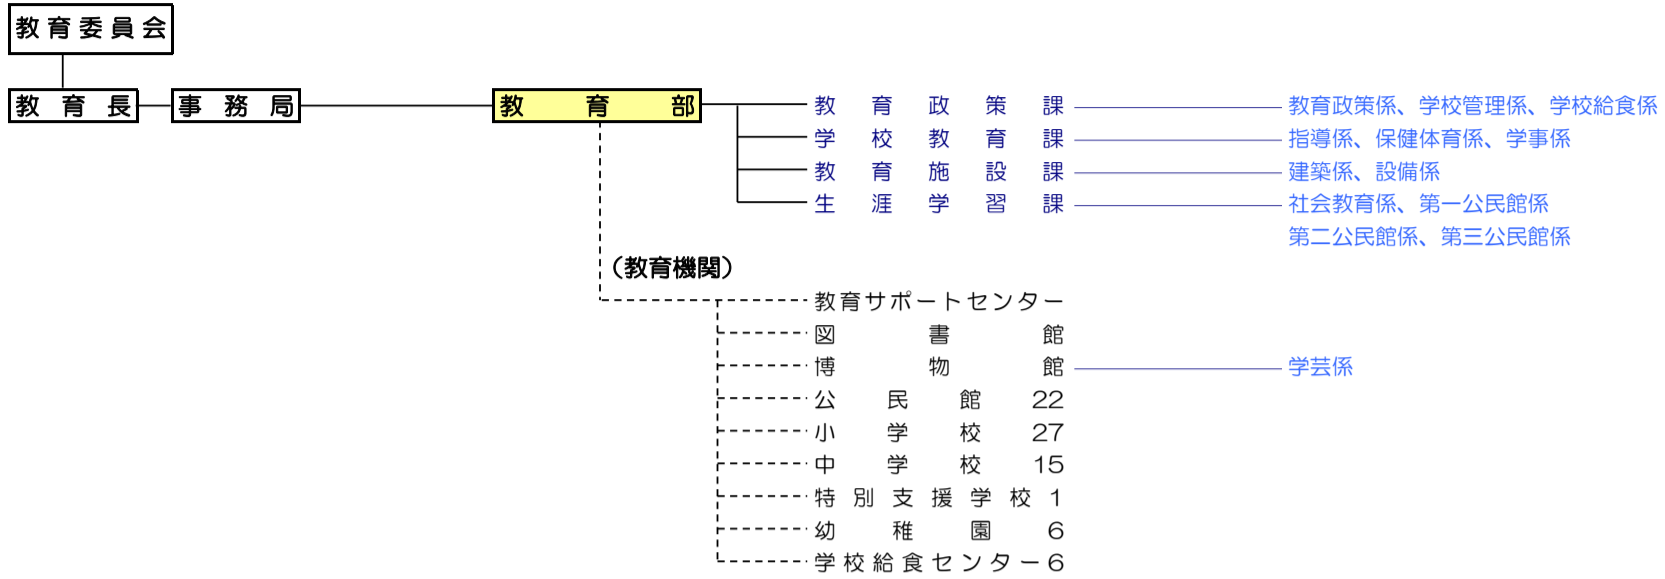 教育委員会
教育長 事務局 教育部 教育政策課 教育政策係、学校管理係、学校給食係
学校教育課 指導係、保健体育係、学事係
教育施設課 建築係、設備係
生涯学習課 社会教育係、第一公民館係
第二公民館係、第三公民館係
（教育機関）
教育サポートセンター
図書館
博物館 学芸係
公民館 22
小学校 27
中学校 15
特別支援学校 1
幼稚園 6
学校給食センター 6